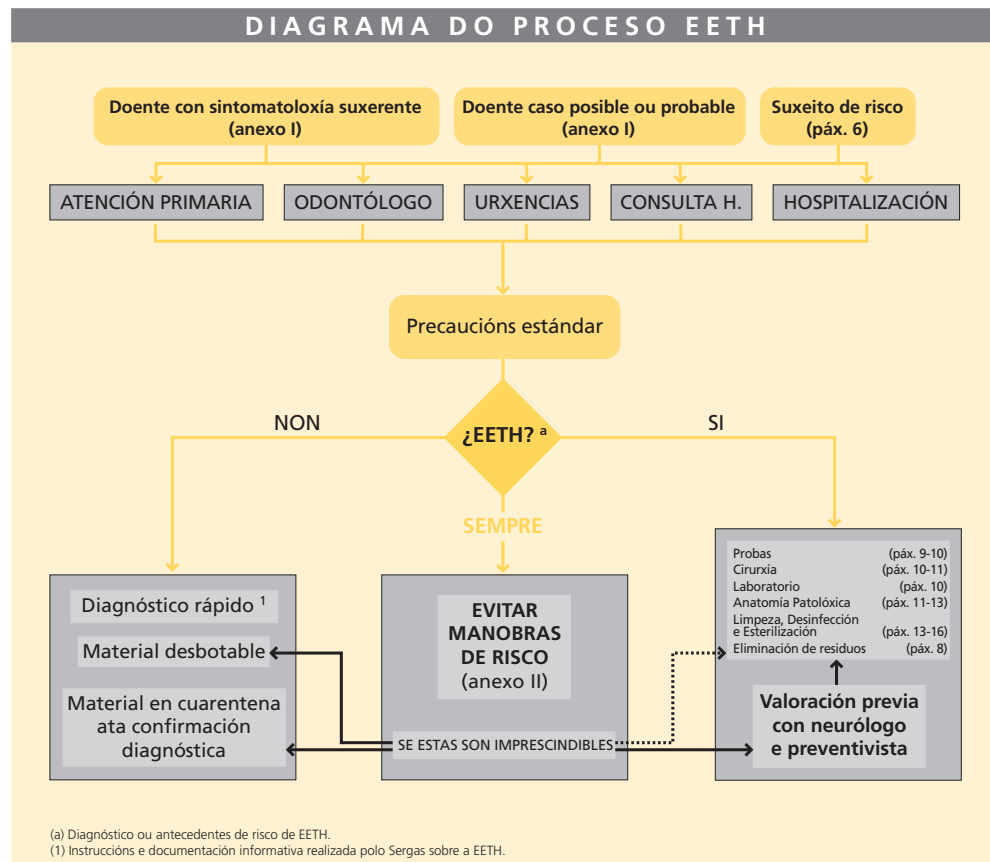 DIAGRAMA DO PROCESO EETH
Doente con sintomatoloxía suxerente
(anexo I)
Doente caso posible ou probable
(anexo I)
Suxeito de risco
(páx. 6)
ATENCIÓN PRIMARIA
ODONTÓLOGO
URXENCIAS
CONSULTA H.
HOSPITALIZACIÓN
Precaucións estándar
NON
¿EETH? a
SI
SEMPRE
Diagnóstico rápido 1
Material desbotable
Material en cuarentena
ata confirmación
diagnóstica
EVITAR
MANOBRAS
DE RISCO
(anexo II)
SE ESTAS SON IMPRESCINDIBLES
Probas (páx. 9-10)
Cirurxía (páx. 10-11)
Laboratorio (páx. 10)
Anatomía Patolóxica (páx. 11-13)
Limpeza, Desinfección
e Esterilización (páx. 13-16)
Eliminación de residuos (páx. 8)
Valoración previa
con neurólogo
e preventivista
(a) Diagnóstico ou antecedentes de risco de EETH.
(1) Instruccións e documentación informativa realizada polo Sergas sobre a EETH.